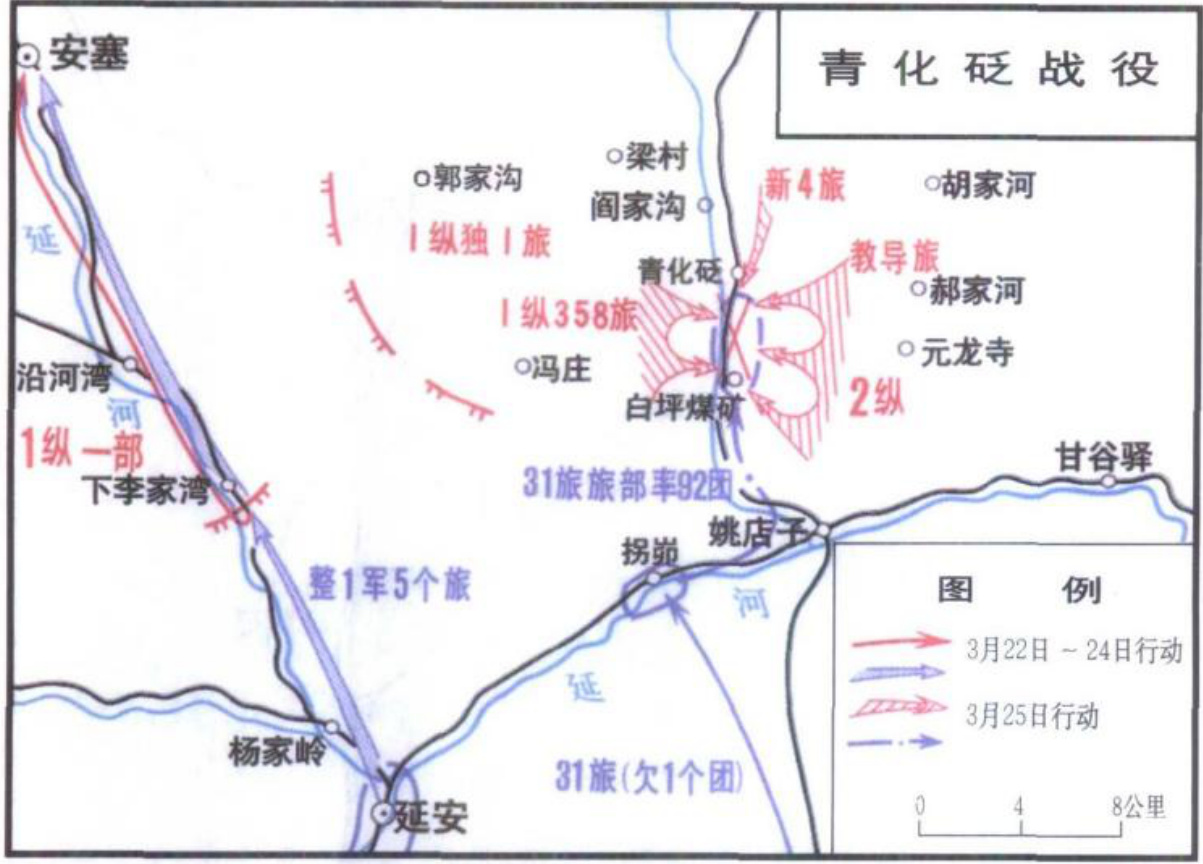 青化砭战役
安塞
梁村
郭家沟
新4旅
胡家河
阎家沟
延
1纵独1旅
教导旅
青化砭
郝家河
1纵358旅
元龙寺
沿河湾
冯庄
白坪煤矿
2纵
河
1纵一部
甘谷驿
下李家湾
31旅旅部率92团
姚店子
拐峁
整1军5个旅
河
延
杨家岭
31旅(欠1个团)
延安
图 例
3月22日 ~ 24日行动
3月25日行动
0 4 8公里